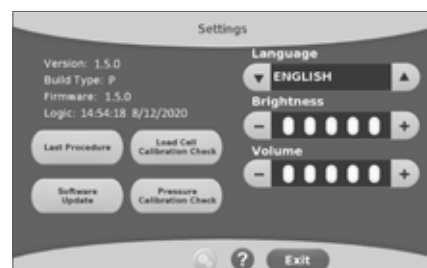 Settings
Version: 1.5.0
Build Type: P
Firmware: 1.5.0
Logic: 14:54:18 8/12/2020
Last Procedure
Load Cell
Calibration Check
Software
Update
Pressure
Calibration Check
Language
ENGLISH
Brightness
Volume
?
Exit